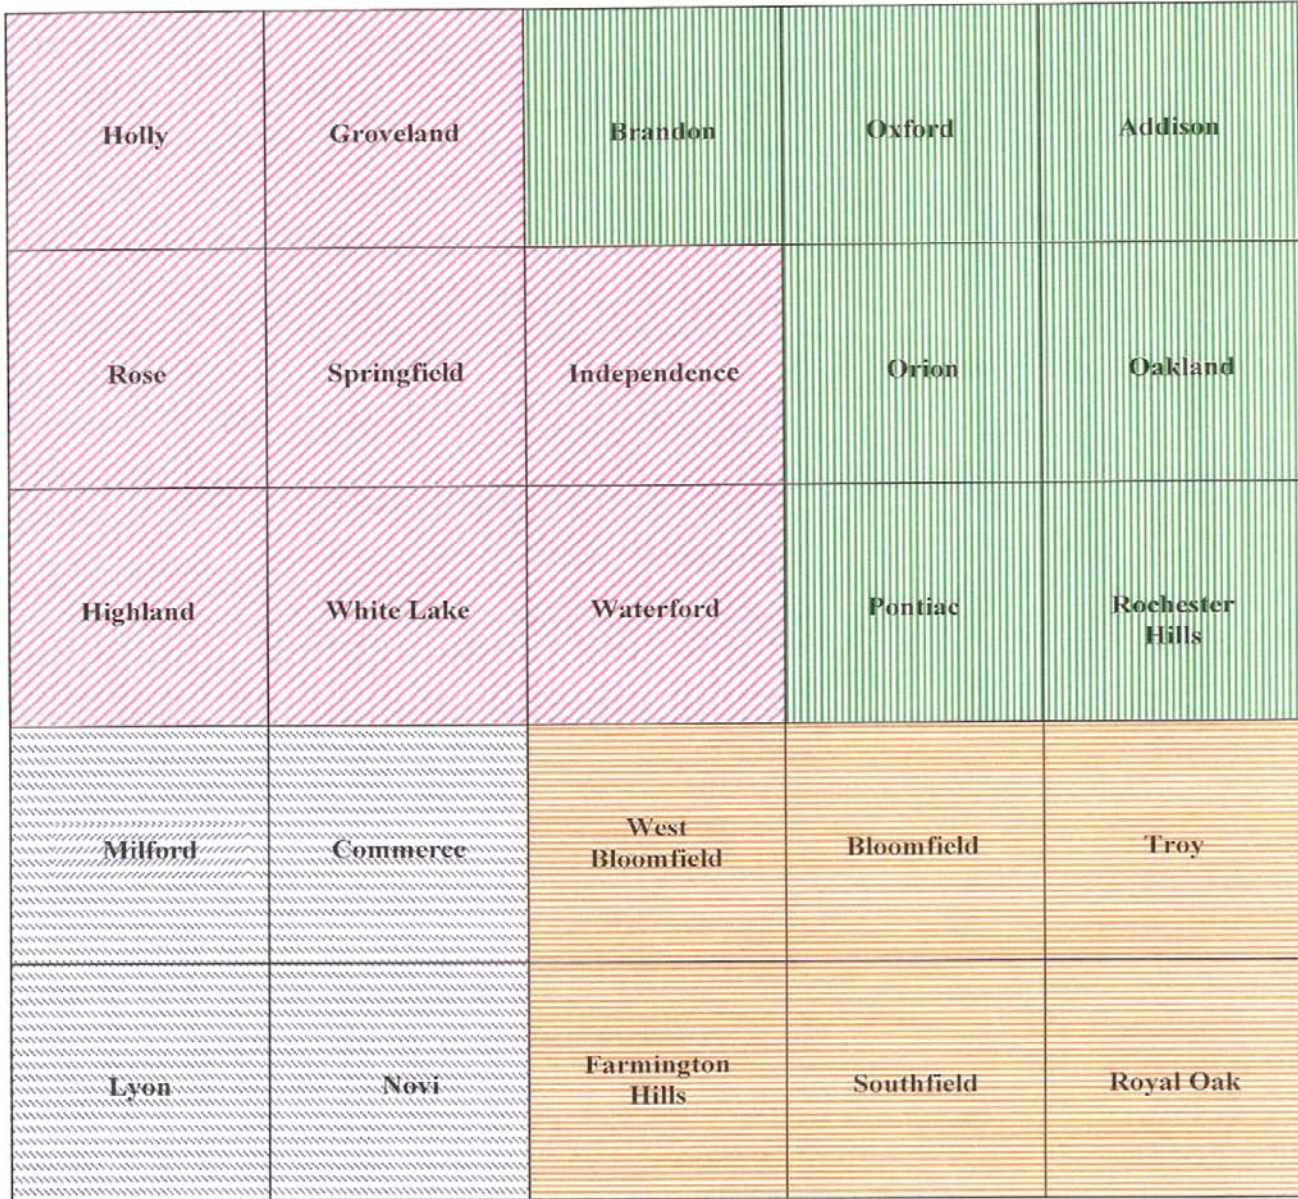 Holly
Groveland
Brandon
Oxford
Addison
Rose
Springfield
Independence
Orion
Oakland
Highland
White Lake
Waterford
Pontiac
Rochester
Hills
Milford
Commerce
West
Bloomfield
Bloomfield
Troy
Lyon
Novi
Farmington
Hills
Southfield
Royal Oak